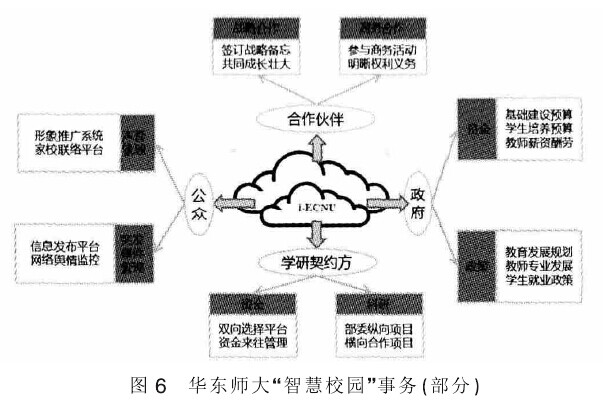 战略合作
商务合作
签订战略备忘
共同成长壮大
参与商务活动
明晰权利义务
合作伙伴
形象推广系统
家校联络平台
资金
基础建设预算
学生培养预算
教师薪资酬劳
公众
I-ECNU
政府
信息发布平台
网络舆情监控
突发
事件
政策
教育发展规划
教师专业发展
学生就业政策
学研契约方
资金
科研
双向选择平台
资金来往管理
部委纵向项目
横向合作项目
图 6 华东师大“智慧校园”事务(部分)